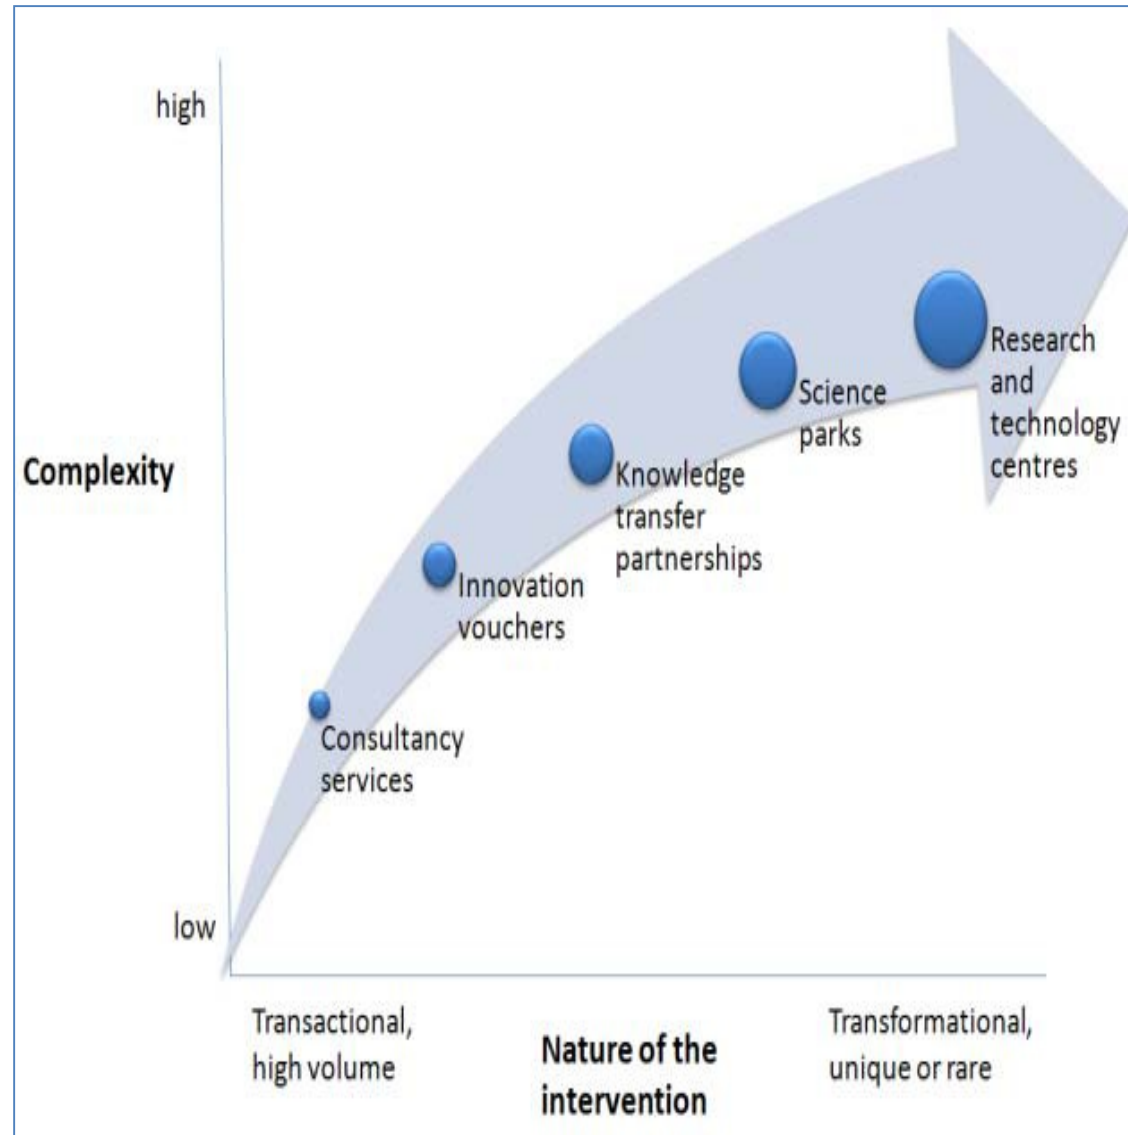 high
Research
and
technology
centres
Science
parks
Complexity
Knowledge
transfer
partnerships
Innovation
vouchers
Consultancy
services
low
Transactional,
high volume
Nature of the
intervention
Transformational,
unique or rare